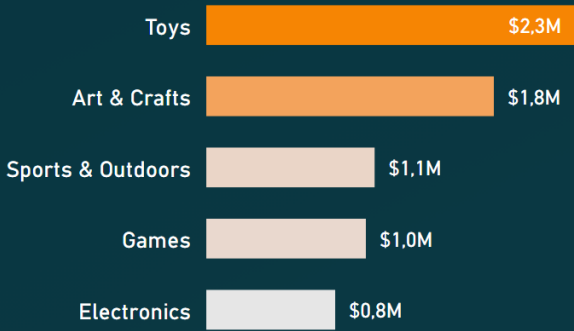 Toys $2,3M
Art & Crafts $1,8M
Sports & Outdoors $1,1M
Games $1,0M
Electronics $0,8M